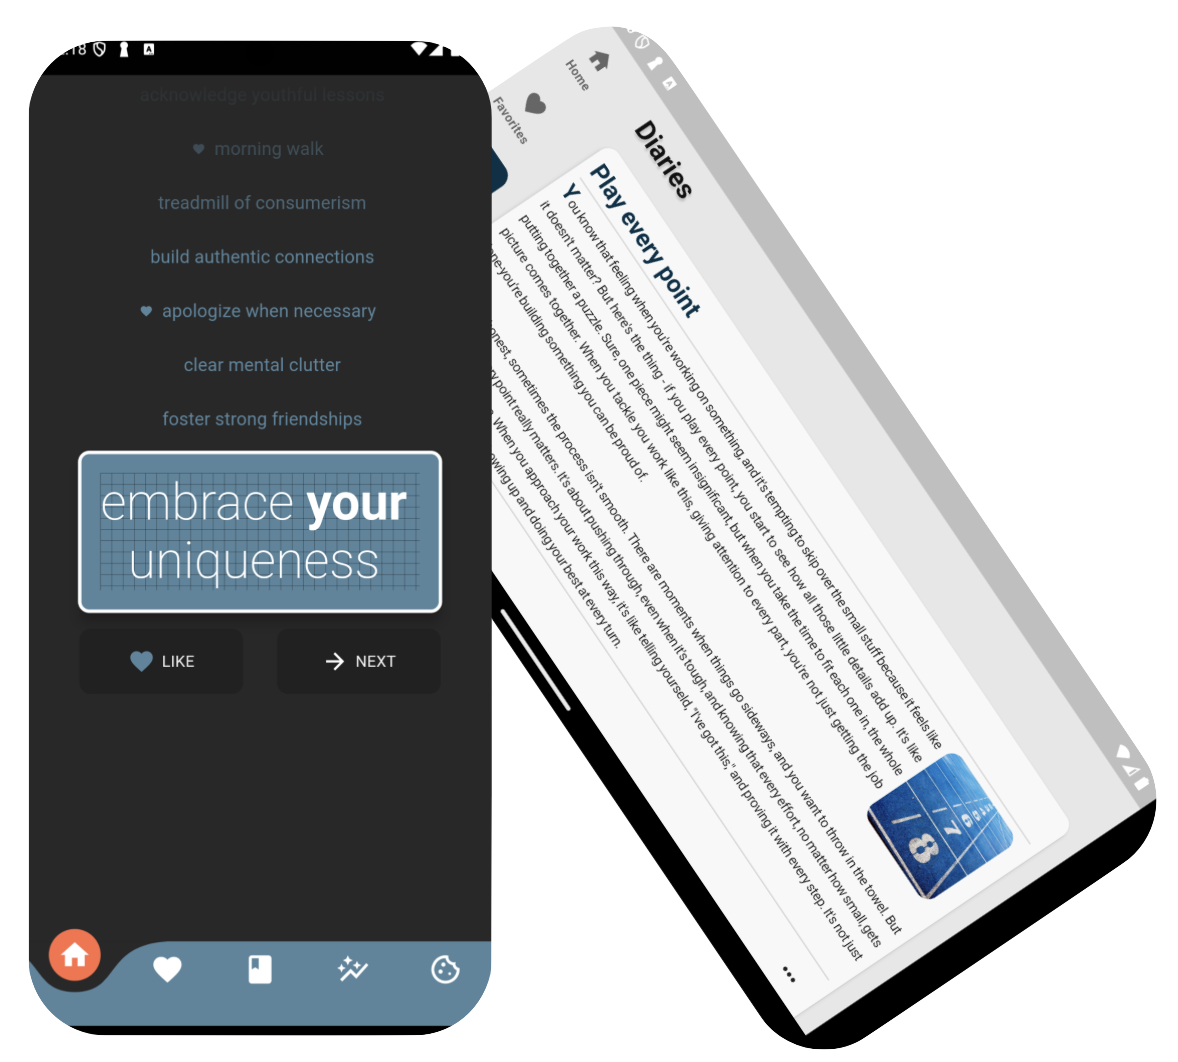 :18
acknowledge youthful lessons
morning walk
treadmill of consumerism
build authentic connections
apologize when necessary
clear mental clutter
foster strong friendships
embrace your
uniqueness
LIKE
NEXT
Home
Favorites
Diaries
Play every point
You know that feeling when you're working on something, and it's tempting to skip over the small stuff because it feels like
it doesn't matter? But here's the thing - if you play every point, you start to see how all those little details add up. It's like
putting together a puzzle. Sure, one piece might seem insignificant, but when you take the time to fit each one in, the whole
picture comes together. When you tackle you work like this, giving attention to every part, you're not just getting the job
you're building something you can be proud of.
sometimes the process isn't smooth. There are moments when things go sideways, and you want to throw in the towel. But
point really matters. It's about pushing through, even when it's tough, and knowing that every effort, no matter how small, gets
When you approach your work this way, it's like telling yourseld, "I've got this," and proving it with every step. It's not just
up and doing your best at every turn.
8
7
6